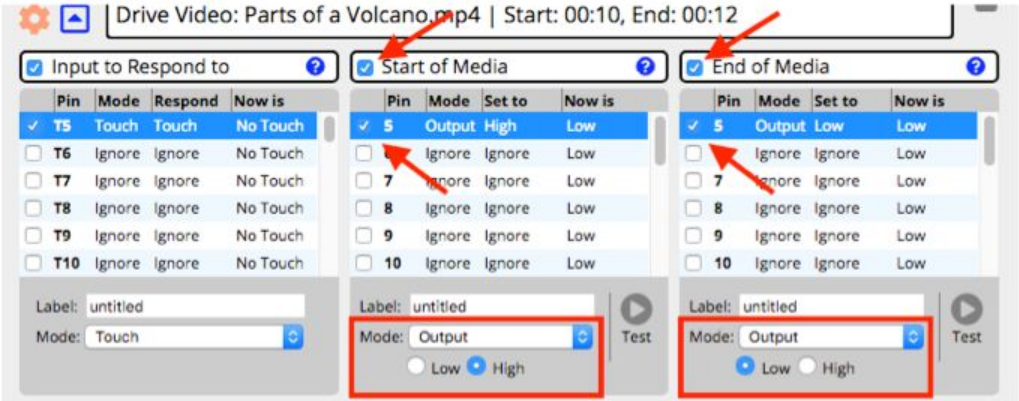 Drive Video: Parts of a Volcano.mp4 | Start: 00:10, End: 00:12
Input to Respond to ?
Pin Mode Respond Now is
T5 Touch Touch No Touch
T6 Ignore Ignore No Touch
T7 Ignore Ignore No Touch
T8 Ignore Ignore No Touch
T9 Ignore Ignore No Touch
T10 Ignore Ignore No Touch
Label: untitled
Mode: Touch
Start of Media ?
Pin Mode Set to Now is
5 Output High Low
Ignore Ignore Low
7 Ignore Ignore Low
8 Ignore Ignore Low
9 Ignore Ignore Low
10 Ignore Ignore Low
Label: untitled
Mode: Output
Low High
Test
End of Media ?
Pin Mode Set to Now is
5 Output Low Low
Ignore Ignore Low
7 Ignore Ignore Low
8 Ignore Ignore Low
9 Ignore Ignore Low
10 Ignore Ignore Low
Label: untitled
Mode: Output
Low High
Test